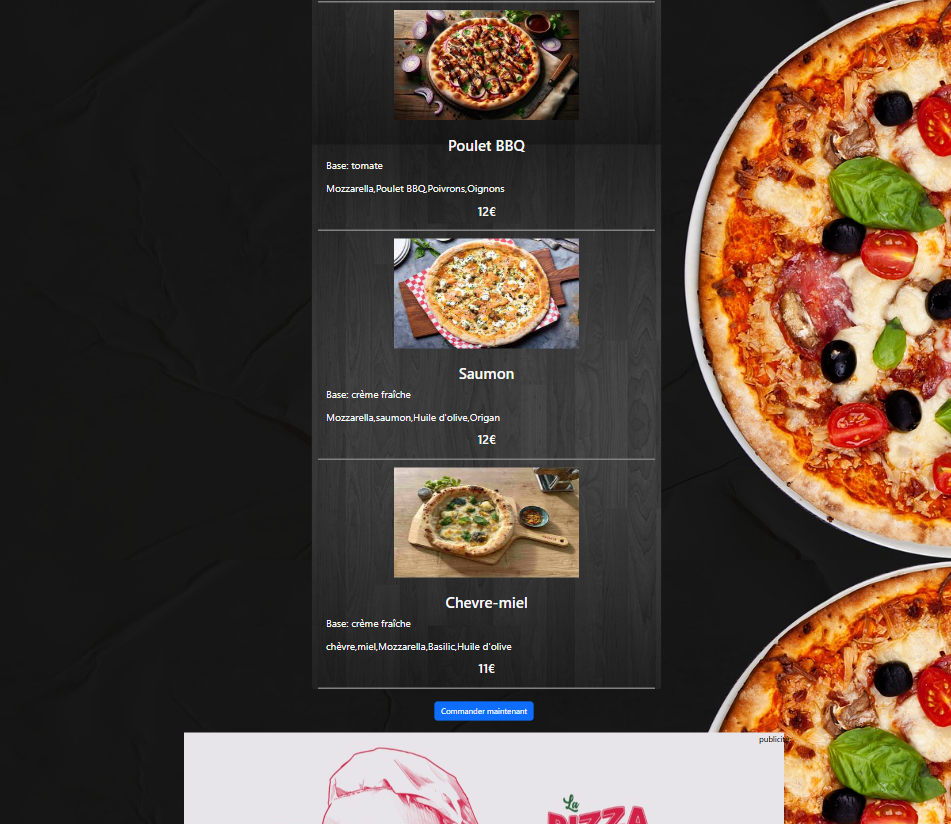 Poulet BBQ
Base: tomate
Mozzarella,Poulet BBQ,Poivrons,Oignons
12€
Saumon
Base: crème fraîche
Mozzarella,saumon,Huile d'olive,Origan
12€
Chevre-miel
Base: crème fraîche
chèvre,miel,Mozzarella,Basilic,Huile d'olive
11€
Commander maintenant
publicité
La
PIZZA